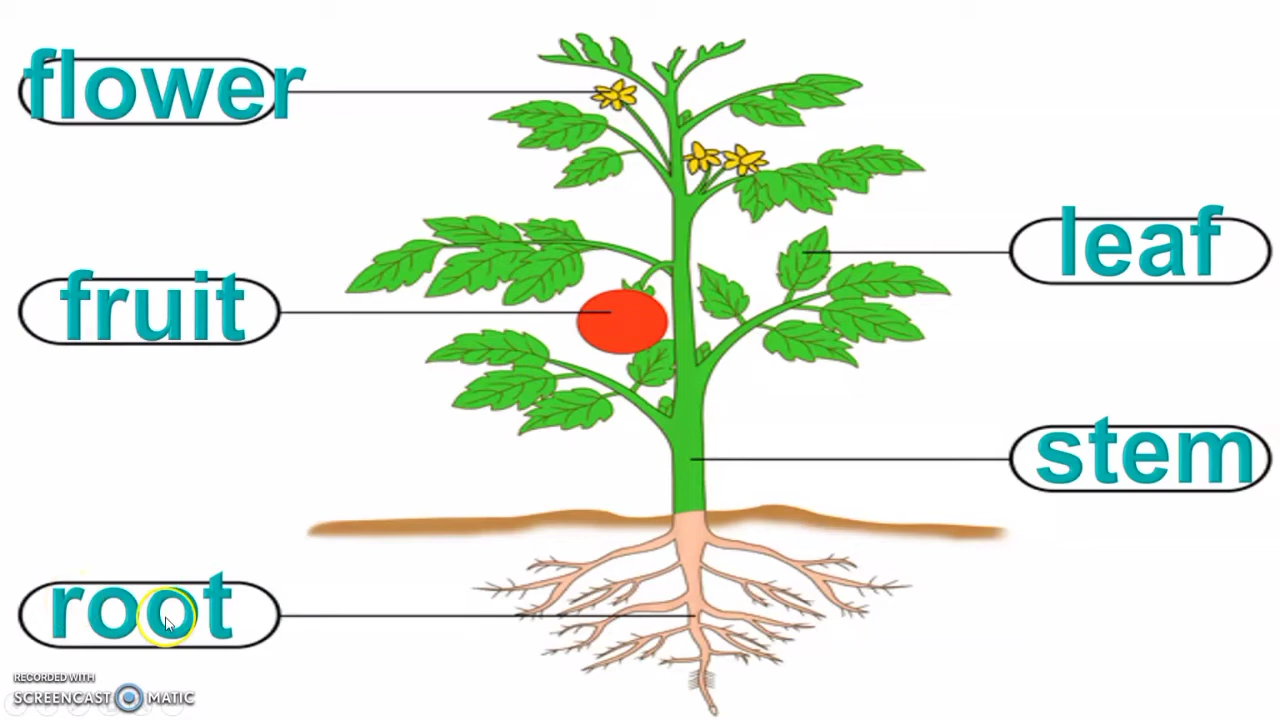 flower
leaf
fruit
stem
root
RECORDED WITH
SCREENCAST MATIC